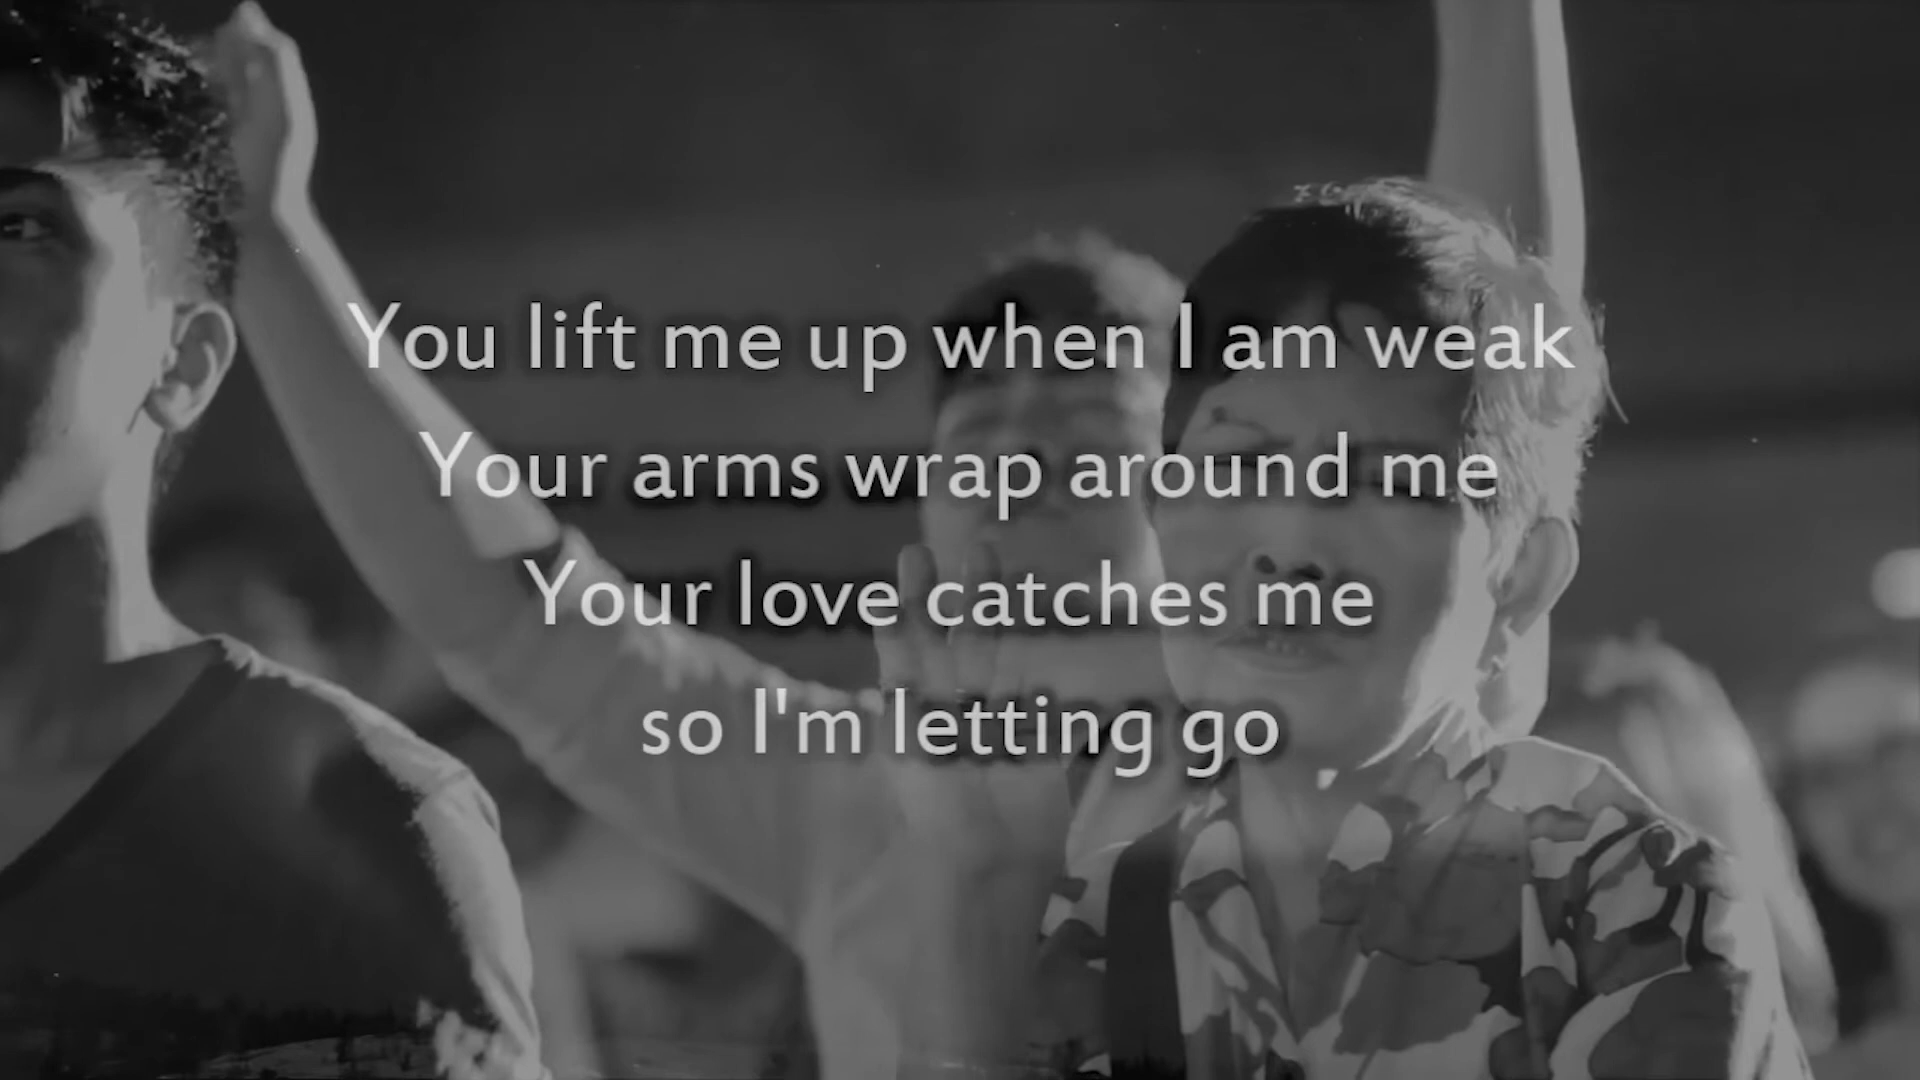 You lift me up when I am weak
Your arms wrap around me
Your love catches me
so I'm letting go